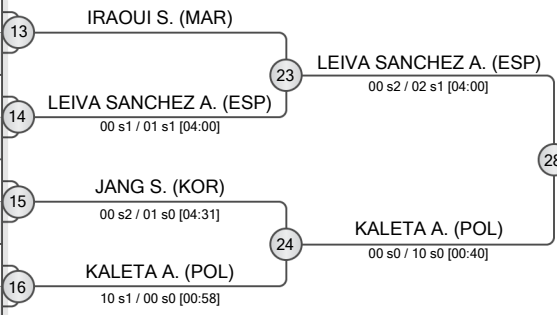 13
IRAOUI S. (MAR)
23
LEIVA SANCHEZ A. (ESP)
00 s2 / 02 s1 [04:00]
14
LEIVA SANCHEZ A. (ESP)
00 s1 / 01 s1 [04:00]
28
15
JANG S. (KOR)
00 s2 / 01 s0 [04:31]
24
KALETA A. (POL)
00 s0 / 10 s0 [00:40]
16
KALETA A. (POL)
10 s1 / 00 s0 [00:58]